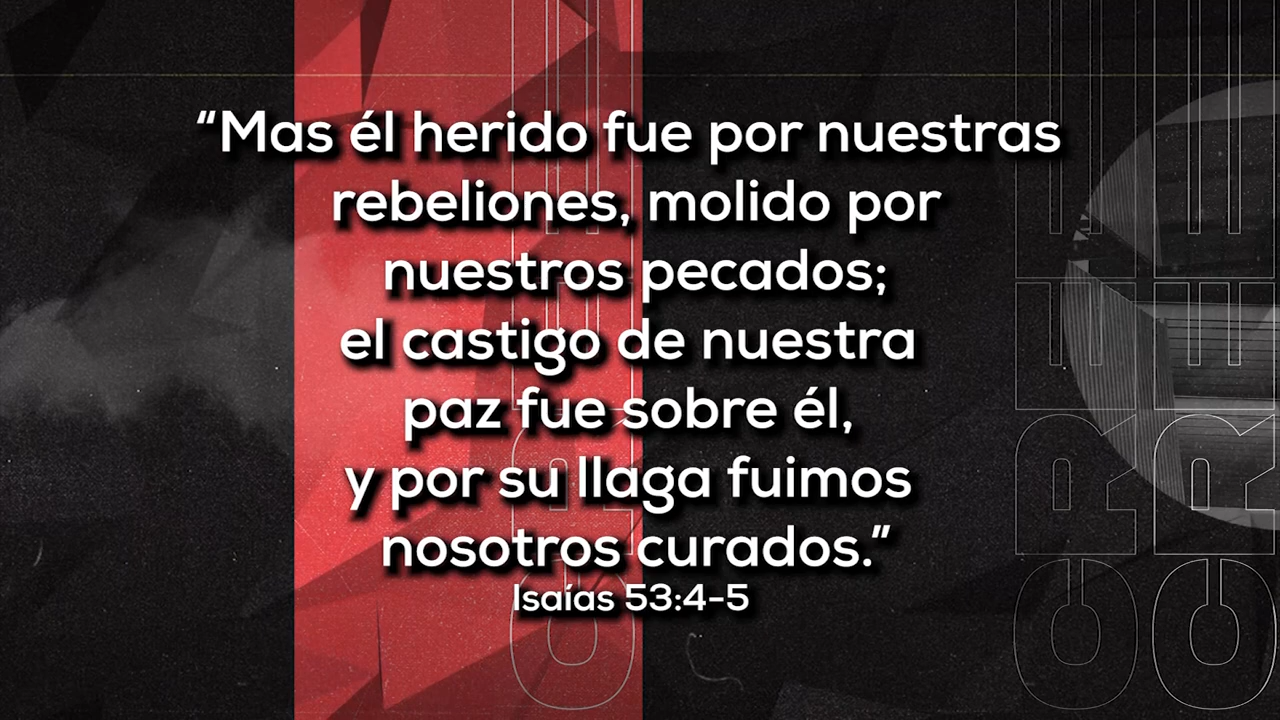 “Mas él herido fue por nuestras
rebeliones, molido por
nuestros pecados;
el castigo de nuestra
paz fue sobre él,
y por su llaga fuimos
nosotros curados.”
Isaías 53:4-5